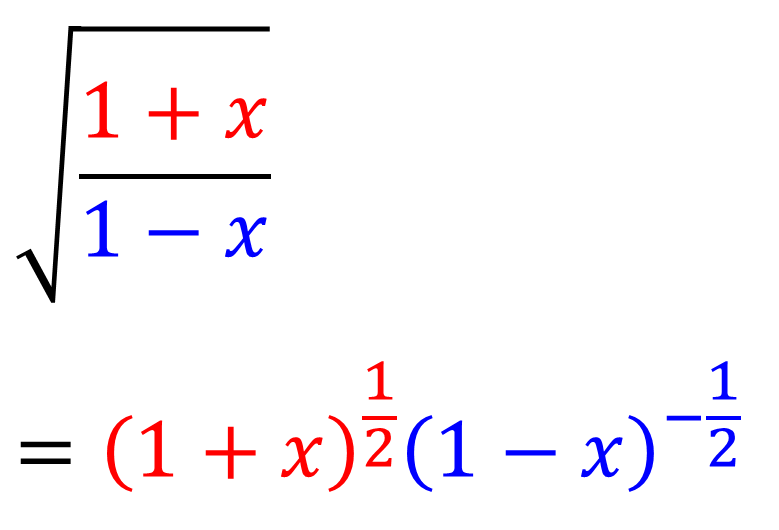 √((1 + x)/(1 − x))
= (1 + x)^(1/2) (1 − x)^(−1/2)